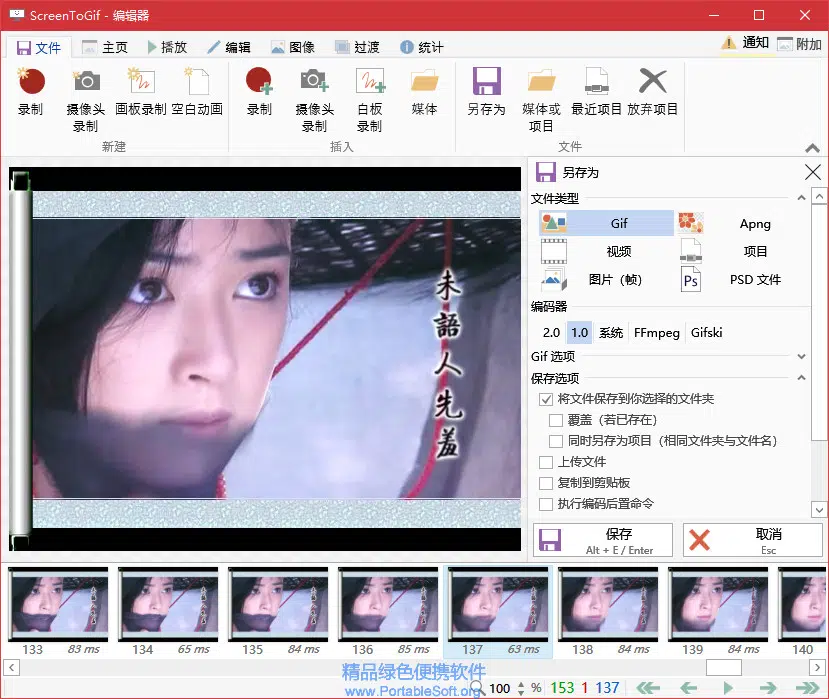 ScreenToGif - 编辑器
文件 主页 播放 编辑 图像 过渡 统计 通知 附加
录制 摄像头录制 画板录制 空白动画
新建
录制 摄像头录制 白板录制 媒体
插入
另存为 媒体或项目 最近项目 放弃项目
文件
未語人先羞
另存为
文件类型
Gif Apng
视频 项目
图片（帧） Ps PSD 文件
编码器
2.0 1.0 系统 FFmpeg Gifski
Gif 选项
保存选项
将文件保存到你选择的文件夹
覆盖（若已存在）
同时另存为项目（相同文件夹与文件名）
上传文件
复制到剪贴板
执行编码后置命令
保存 取消
Alt + E / Enter Esc
133 83 ms 134 65 ms 135 84 ms 136 85 ms 137 63 ms 138 84 ms 139 84 ms 140
精品绿色便携软件
www.PortableSoft.org
100 % 153 1 137